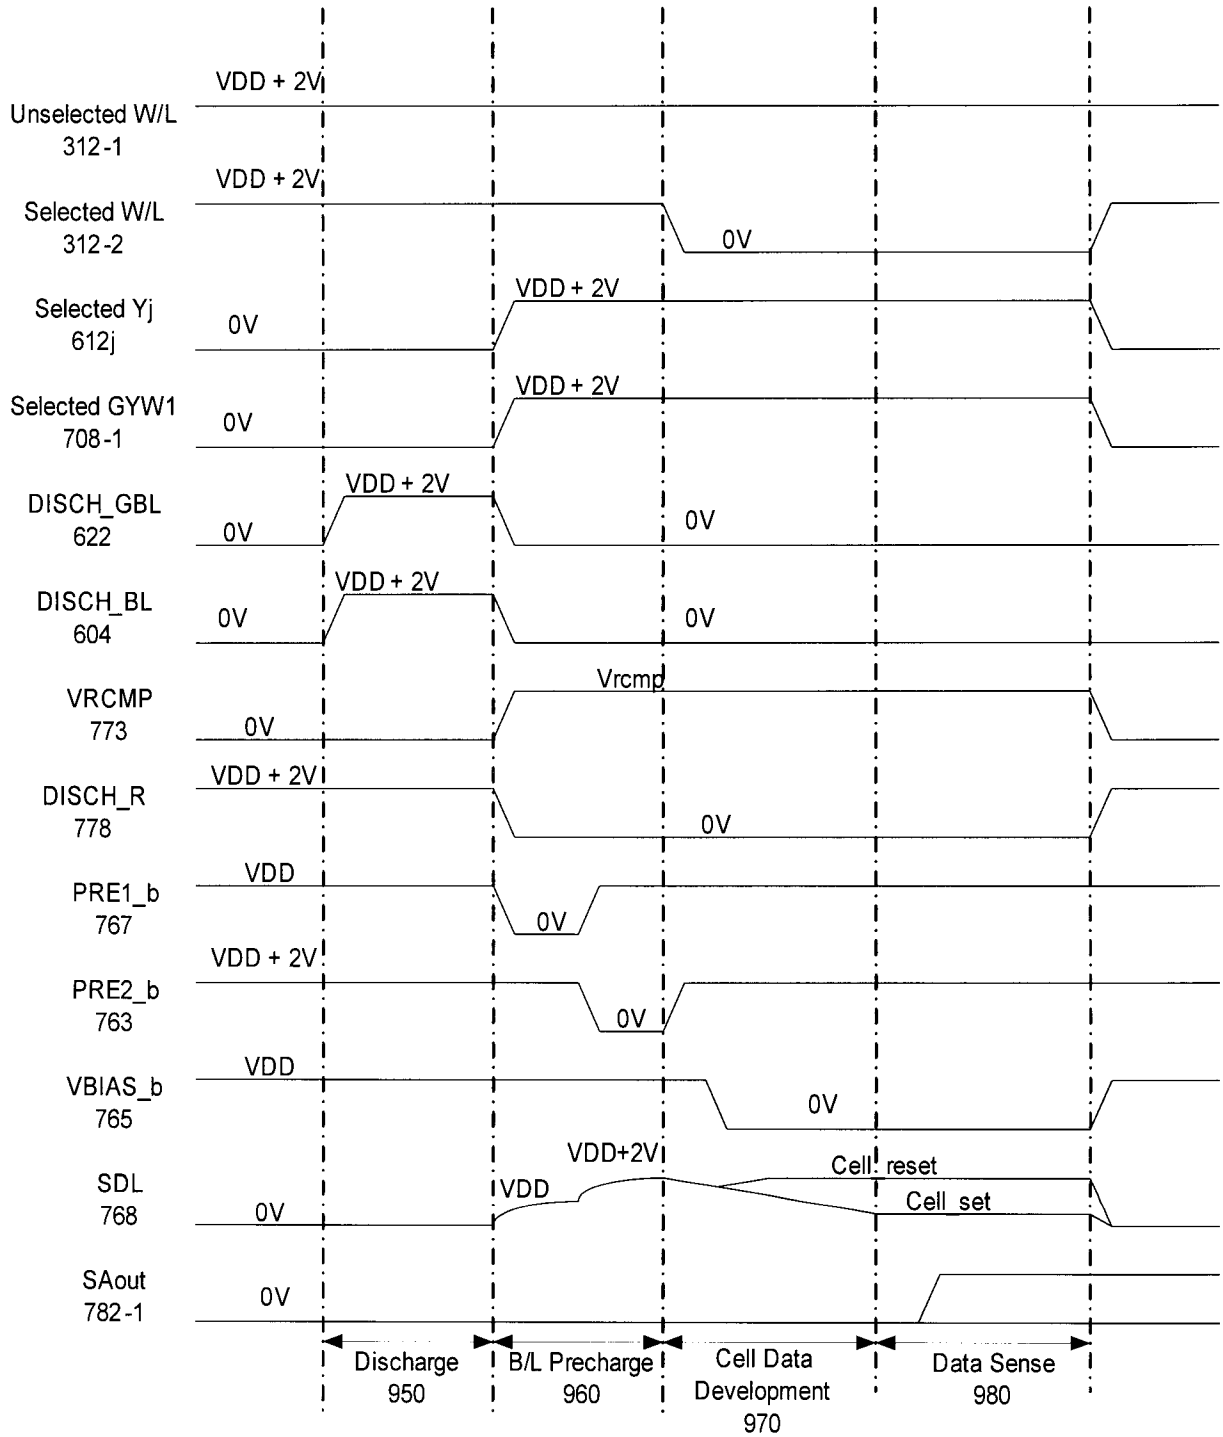 VDD + 2V
Unselected W/L
312-1
VDD + 2V
Selected W/L
312-2
0V
VDD + 2V
Selected Yj
612j
0V
VDD + 2V
Selected GYW1
708-1
0V
VDD + 2V
DISCH_GBL
622
0V
0V
VDD + 2V
DISCH_BL
604
0V
0V
Vrcmp
VRCMP
773
0V
VDD + 2V
DISCH_R
778
0V
VDD
PRE1_b
767
0V
VDD + 2V
PRE2_b
763
0V
VDD
VBIAS_b
765
0V
VDD+2V
SDL
768
0V
VDD
Cell_reset
Cell_set
SAout
782-1
0V
Discharge
950
B/L Precharge
960
Cell Data
Development
970
Data Sense
980